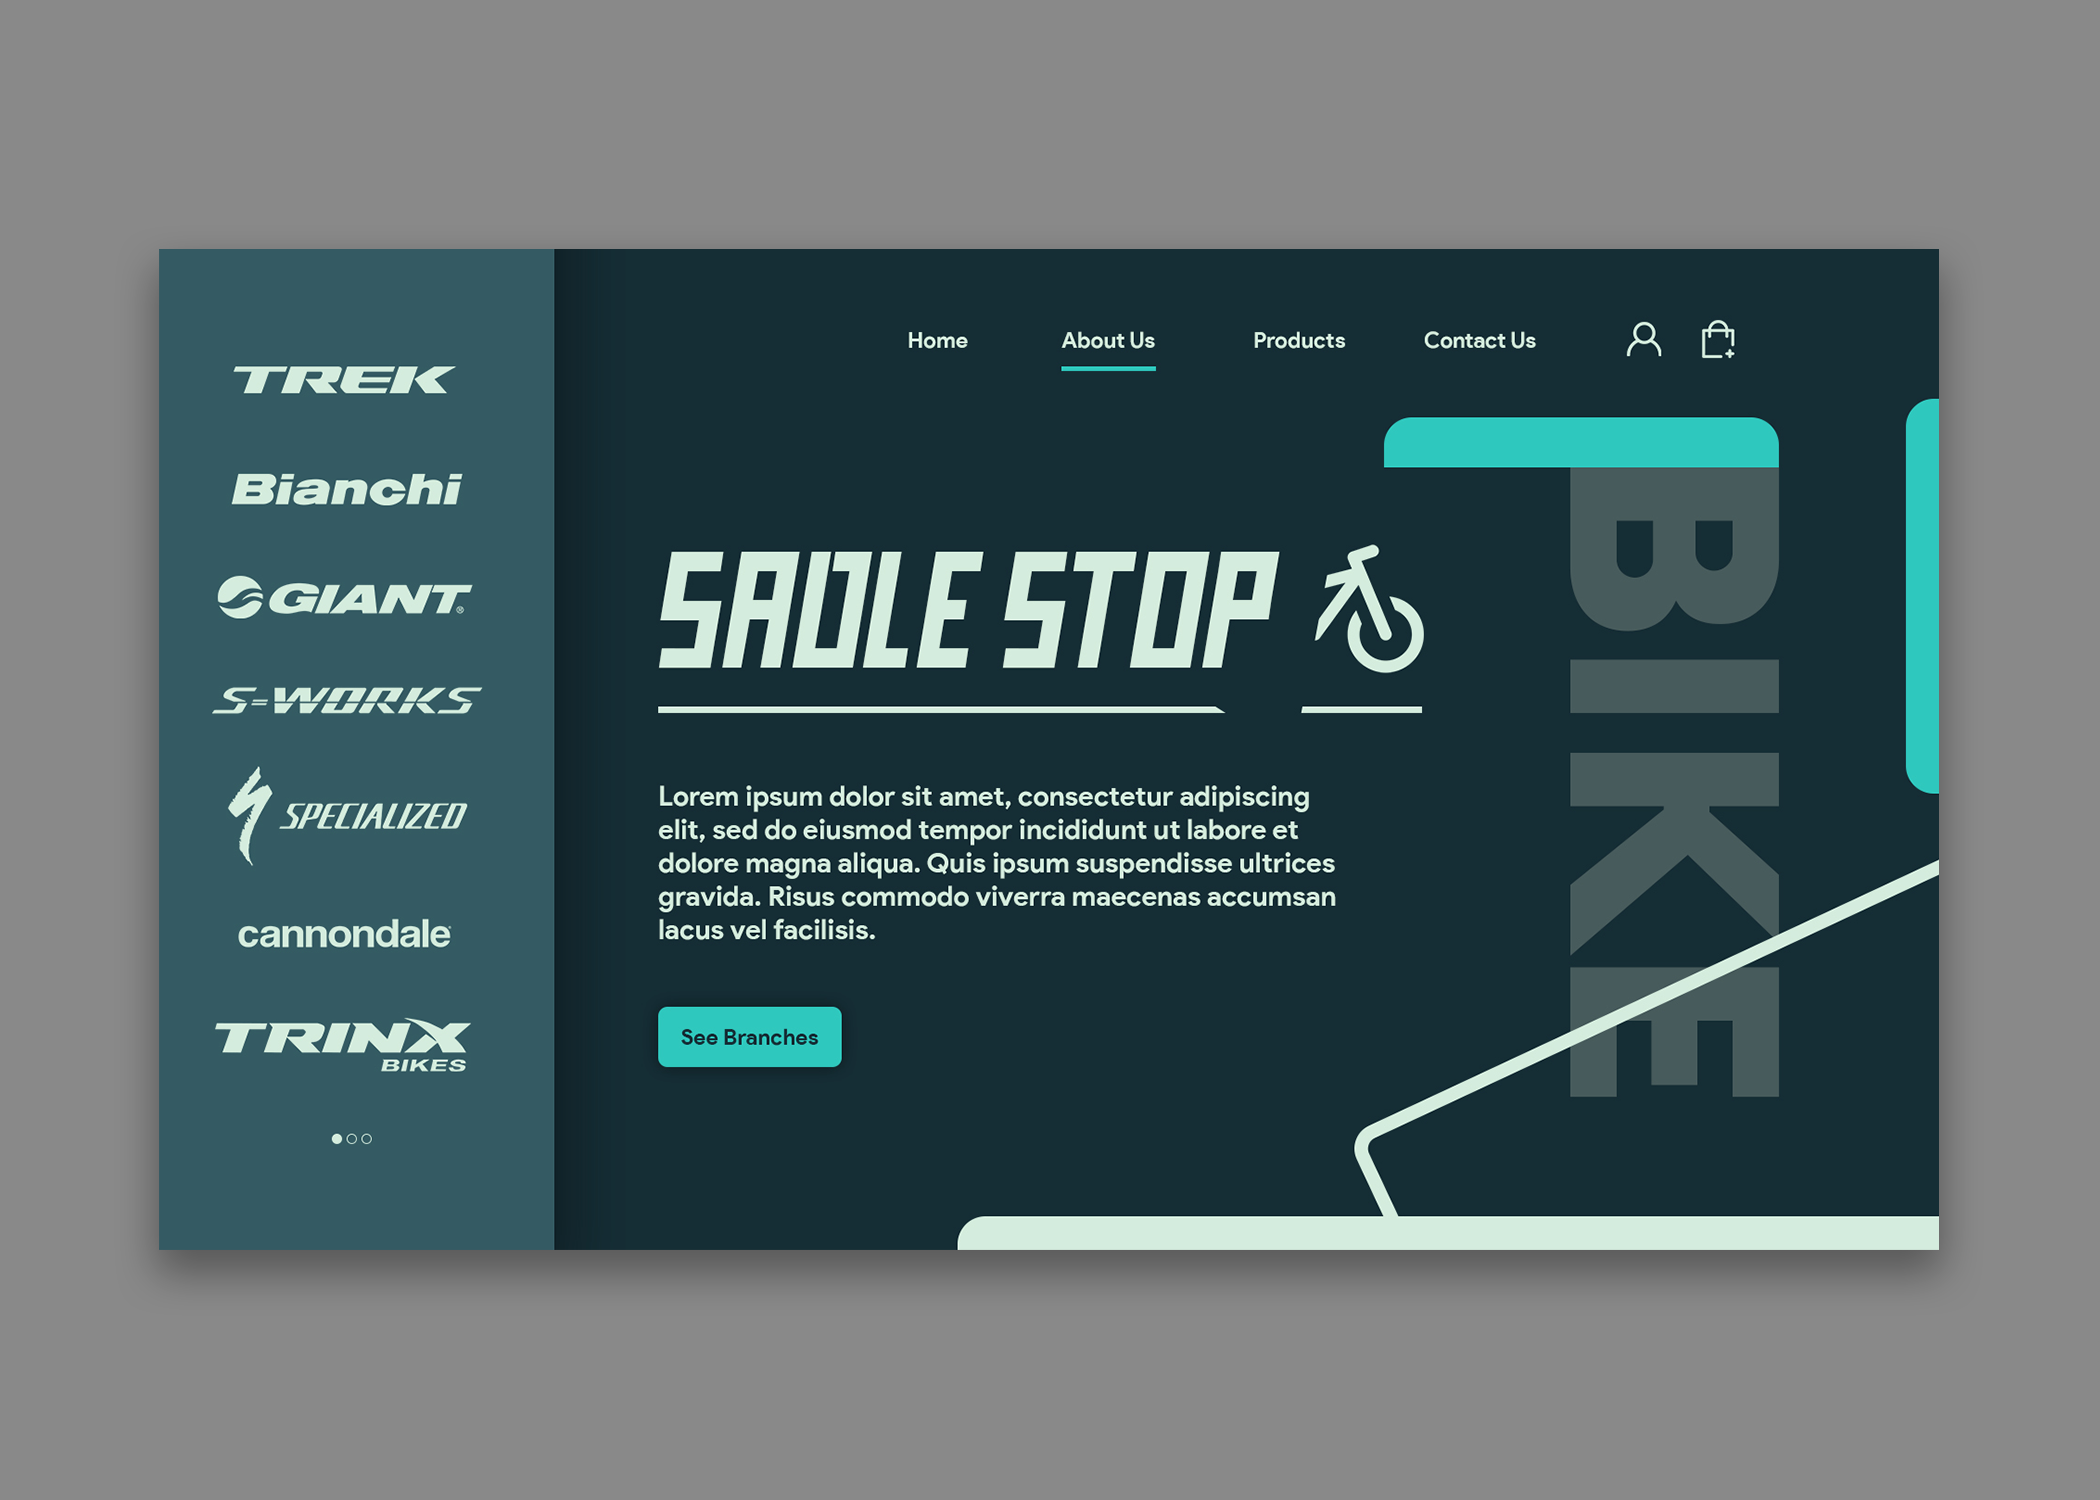 TREK
Bianchi
GIANT®
S-WORKS
SPECIALIZED
cannondale
TRINX
BIKES
Home
About Us
Products
Contact Us
SADLE STOP
Lorem ipsum dolor sit amet, consectetur adipiscing
elit, sed do eiusmod tempor incididunt ut labore et
dolore magna aliqua. Quis ipsum suspendisse ultrices
gravida. Risus commodo viverra maecenas accumsan
lacus vel facilisis.
See Branches
BIKE